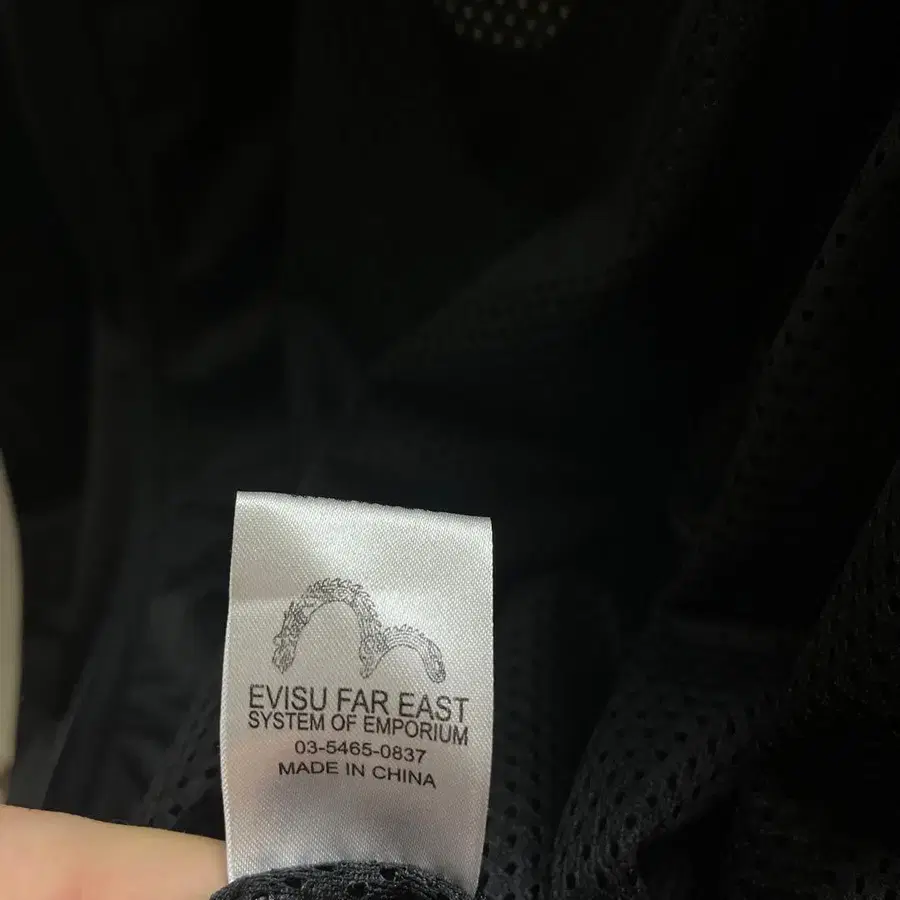 EVISU FAR EAST
SYSTEM OF EMPORIUM
03-5465-0837
MADE IN CHINA